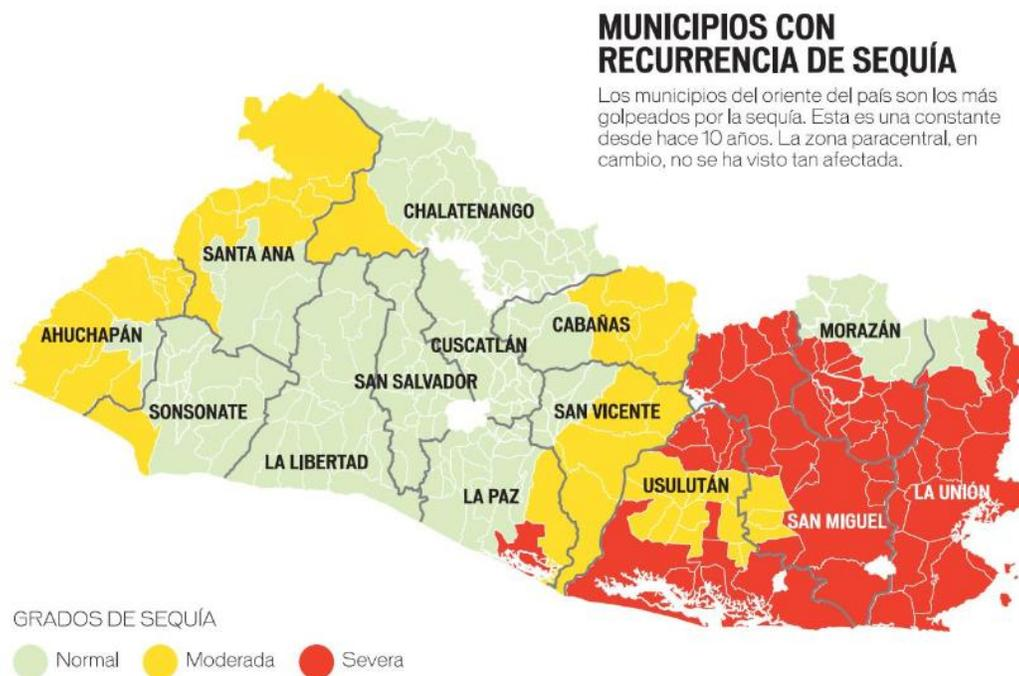 MUNICIPIOS CON
RECURRENCIA DE SEQUÍA
Los municipios del oriente del país son los más
golpeados por la sequía. Esta es una constante
desde hace 10 años. La zona paracentral, en
cambio, no se ha visto tan afectada.
CHALATENANGO
SANTA ANA
AHUCHAPÁN
CABAÑAS
MORAZÁN
CUSCATLÁN
SAN SALVADOR
SONSONATE
SAN VICENTE
LA LIBERTAD
USULUTÁN
LA PAZ
LA UNIÓN
SAN MIGUEL
GRADOS DE SEQUÍA
Normal
Moderada
Severa